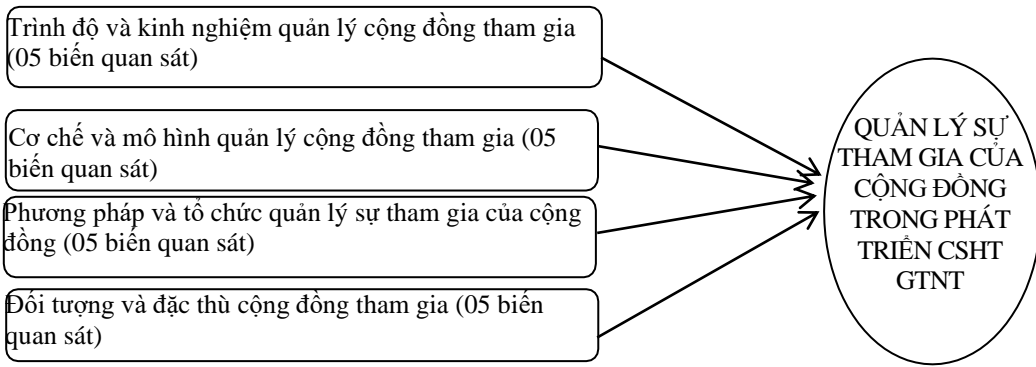 Trình độ và kinh nghiệm quản lý cộng đồng tham gia
(05 biến quan sát)
Cơ chế và mô hình quản lý cộng đồng tham gia (05
biến quan sát)
Phương pháp và tổ chức quản lý sự tham gia của cộng
đồng (05 biến quan sát)
Đối tượng và đặc thù cộng đồng tham gia (05 biến
quan sát)
QUẢN LÝ SỰ
THAM GIA CỦA
CỘNG ĐỒNG
TRONG PHÁT
TRIỂN CSHT
GTNT